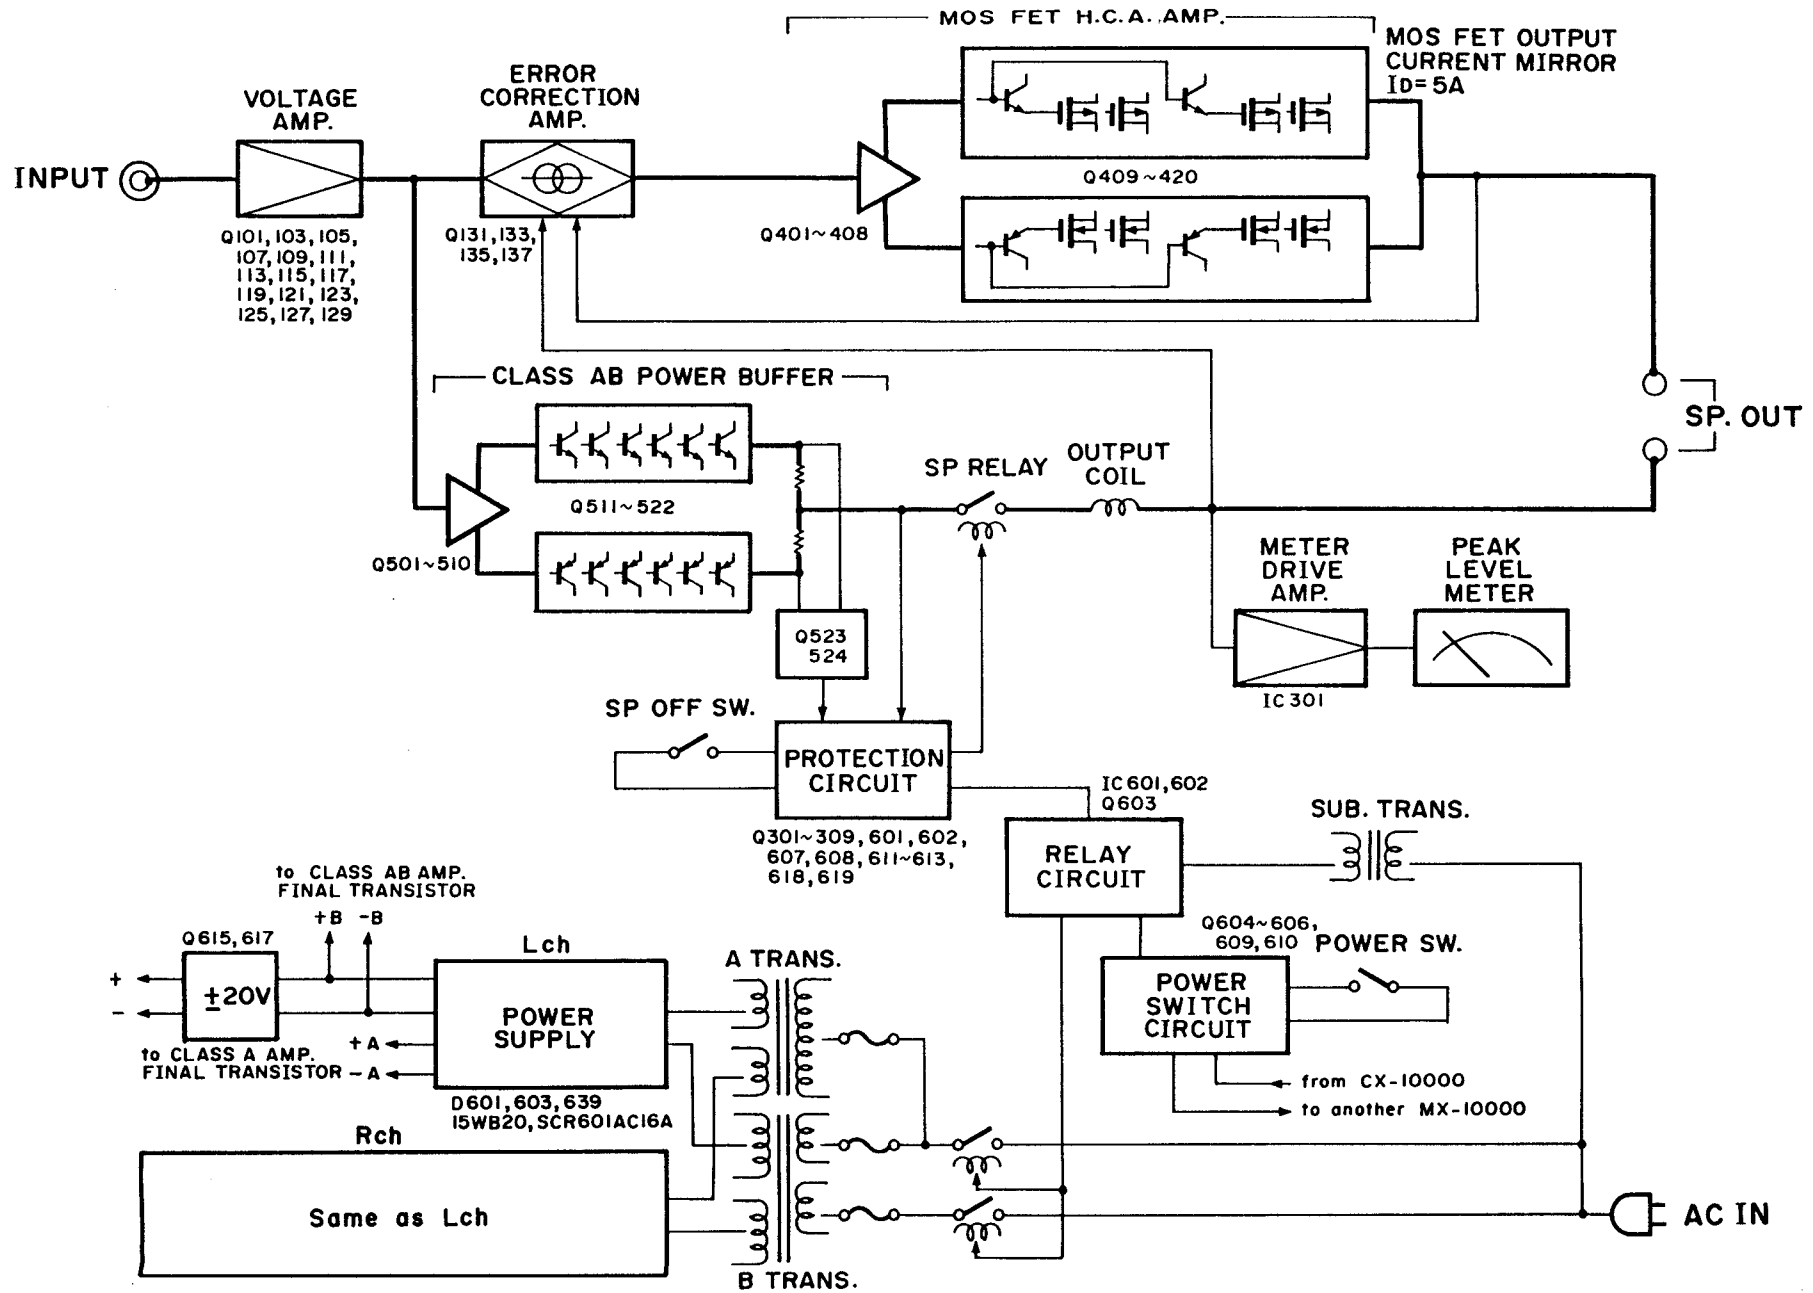 MOS FET H.C.A. AMP.
MOS FET OUTPUT
CURRENT MIRROR
ID=5A
ERROR
CORRECTION
AMP.
VOLTAGE
AMP.
INPUT
Q409~420
Q101, 103, 105,
107, 109, 111,
113, 115, 117,
119, 121, 123,
125, 127, 129
Q131, 133,
135, 137
Q401~408
CLASS AB POWER BUFFER
SP. OUT
SP RELAY
OUTPUT
COIL
Q511~522
Q501~510
METER
DRIVE
AMP.
PEAK
LEVEL
METER
Q523
524
IC301
SP OFF SW.
PROTECTION
CIRCUIT
IC601,602
Q603
SUB. TRANS.
Q301~309, 601, 602,
607, 608, 611~613,
618, 619
RELAY
CIRCUIT
to CLASS AB AMP.
FINAL TRANSISTOR
+B -B
Q615, 617
Lch
A TRANS.
Q604~606,
609, 610
POWER SW.
+
-
±20V
POWER
SUPPLY
POWER
SWITCH
CIRCUIT
to CLASS A AMP.
FINAL TRANSISTOR
+A
-A
from CX-10000
to another MX-10000
D601, 603, 639
15WB20, SCR601AC16A
Rch
Same as Lch
AC IN
B TRANS.